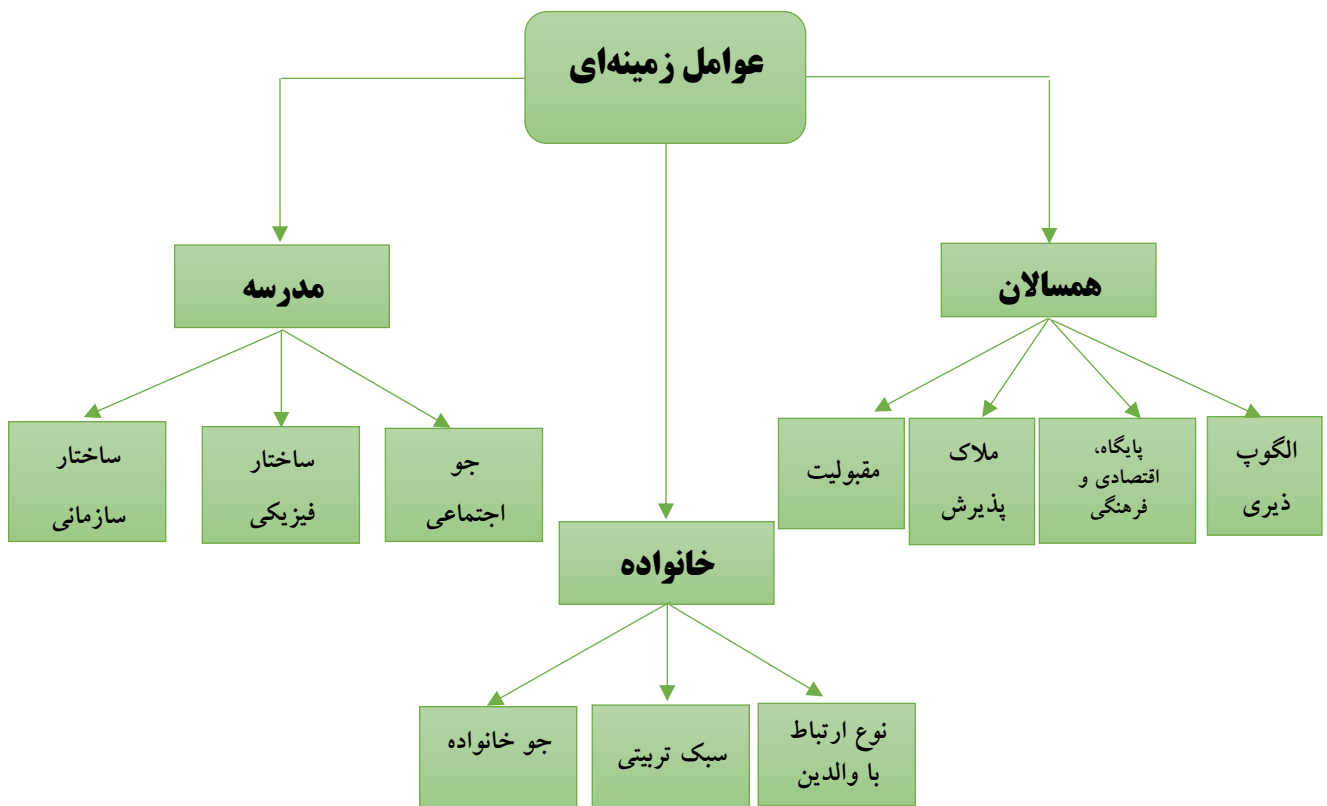 عوامل زمینه‌ای
همسالان
مدرسه
الگوپ
ذیری
پایگاه،
اقتصادی و
فرهنگی
ملاک
پذیرش
مقبولیت
جو
اجتماعی
ساختار
فیزیکی
ساختار
سازمانی
خانواده
نوع ارتباط
با والدین
سبک تربیتی
جو خانواده